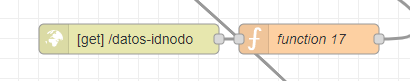 [get] /datos-idnodo
function 17